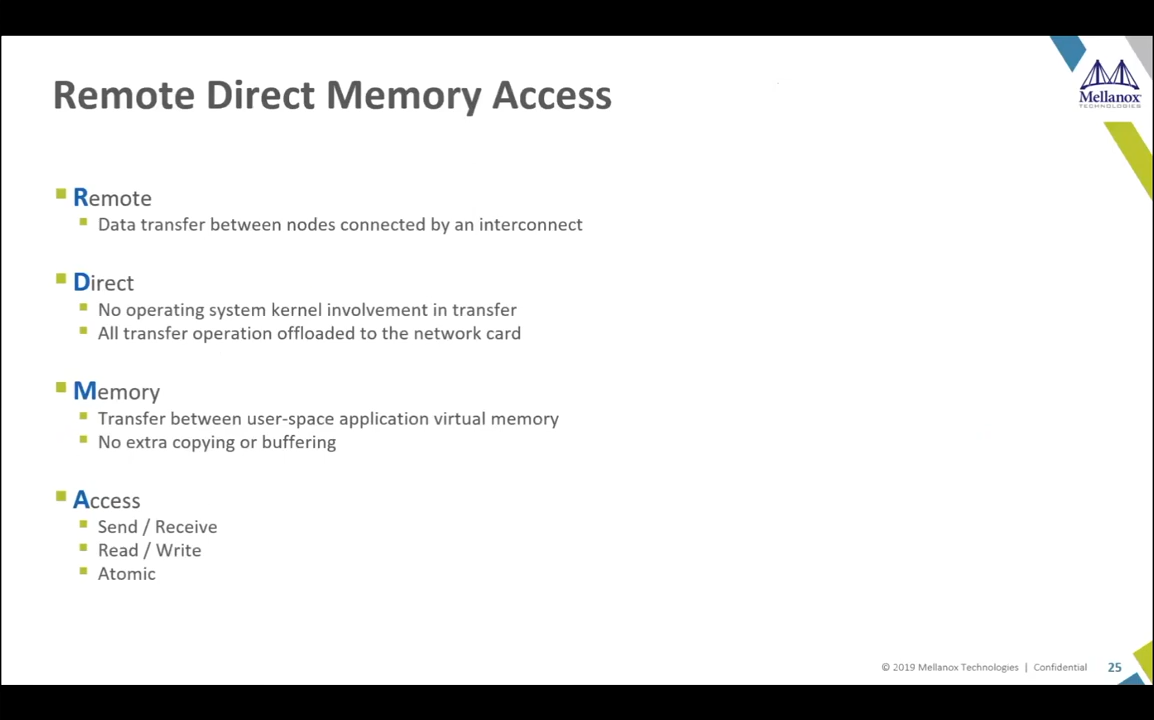 Remote Direct Memory Access
Mellanox
TECHNOLOGIES
Remote
Data transfer between nodes connected by an interconnect
Direct
No operating system kernel involvement in transfer
All transfer operation offloaded to the network card
Memory
Transfer between user-space application virtual memory
No extra copying or buffering
Access
Send / Receive
Read / Write
Atomic
© 2019 Mellanox Technologies | Confidential 25